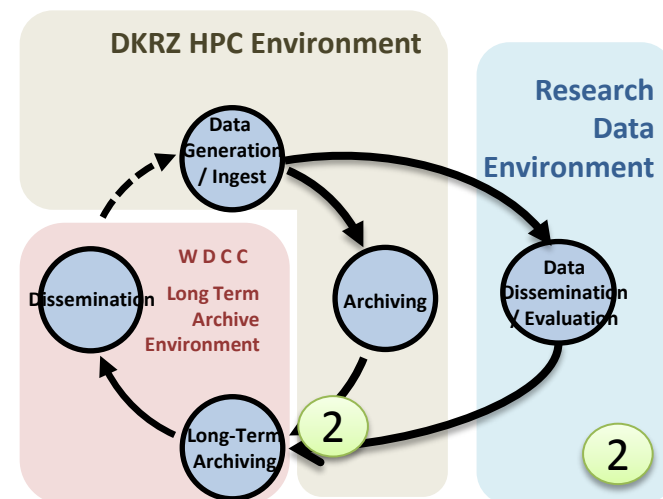 DKRZ HPC Environment
Research
Data
Environment
Data
Generation
/ Ingest
W D C C
Long Term
Archive
Environment
Dissemination
Archiving
Data
Dissemination
/ Evaluation
Long-Term
Archiving
2
2